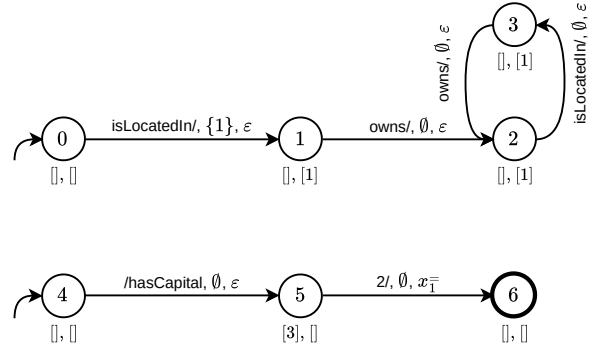 3
owns/, ∅, ε
isLocatedIn/, ∅, ε
[], [1]
isLocatedIn/, {1}, ε
owns/, ∅, ε
0
1
2
[], []
[], [1]
[], [1]
/hasCapital, ∅, ε
2/, ∅, x₁⁼
4
5
6
[], []
[3], []
[], []